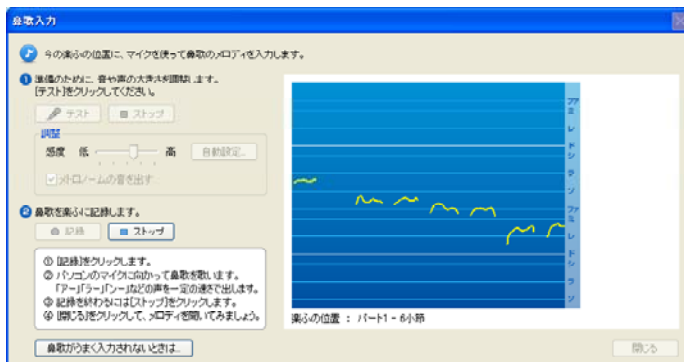 鼻歌入力
今の楽ふの位置に、マイクを使って鼻歌のメロディを入力します。
① 準備のために、音や声の大きさを調整します。
[テスト]をクリックしてください。
テスト ストップ
調整
感度 低 高 自動設定...
メトロノームの音を出す
② 鼻歌を楽ふに記録します。
記録 ストップ
① [記録]をクリックします。
② パソコンのマイクに向かって鼻歌を歌います。
「アー」「ラー」「ンー」などの声を一定の速さで出します。
③ 記録を終わるには[ストップ]をクリックします。
④ [閉じる]をクリックして、メロディを聞いてみましょう。
鼻歌がうまく入力されないときは...
ファ
ミ
レ
ド
シ
ラ
ソ
ファ
ミ
レ
ド
シ
ラ
ソ
楽ふの位置 : パート1 - 6小節
閉じる